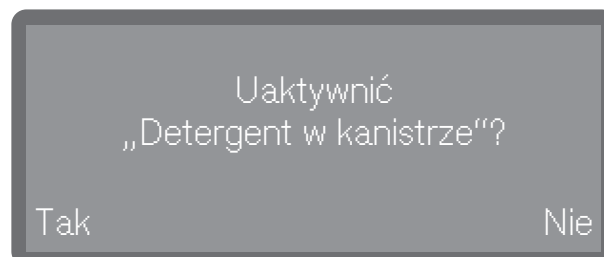 Uaktywnić
„Detergent w kanistrze“?
Tak Nie